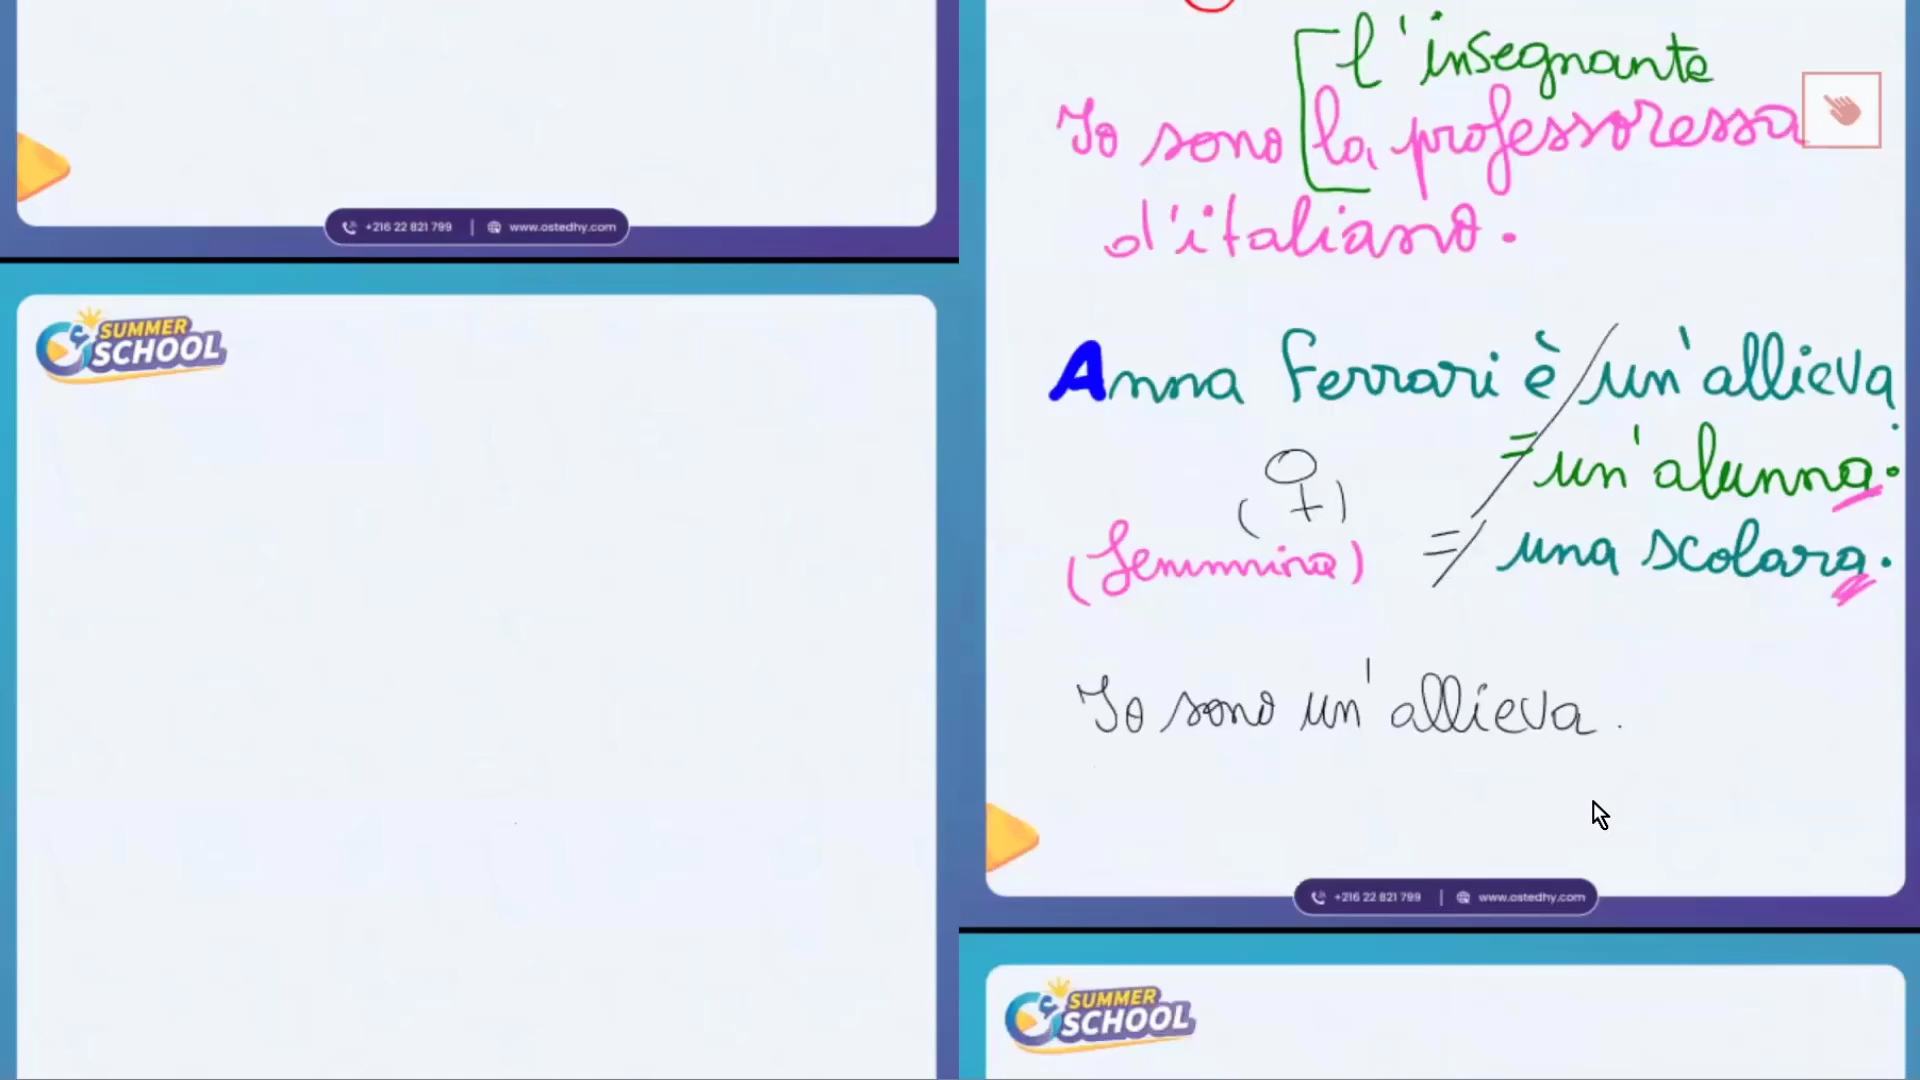 +216 22 821 799 | www.ostedhy.com
SUMMER
SCHOOL
l'insegnante
Io sono la professoressa
d'italiano.
Anna Ferrari è un'allieva.
= un'alunna.
(femmina)
= una scolara.
Io sono un'allieva.
+216 22 821 799 | www.ostedhy.com
SUMMER
SCHOOL